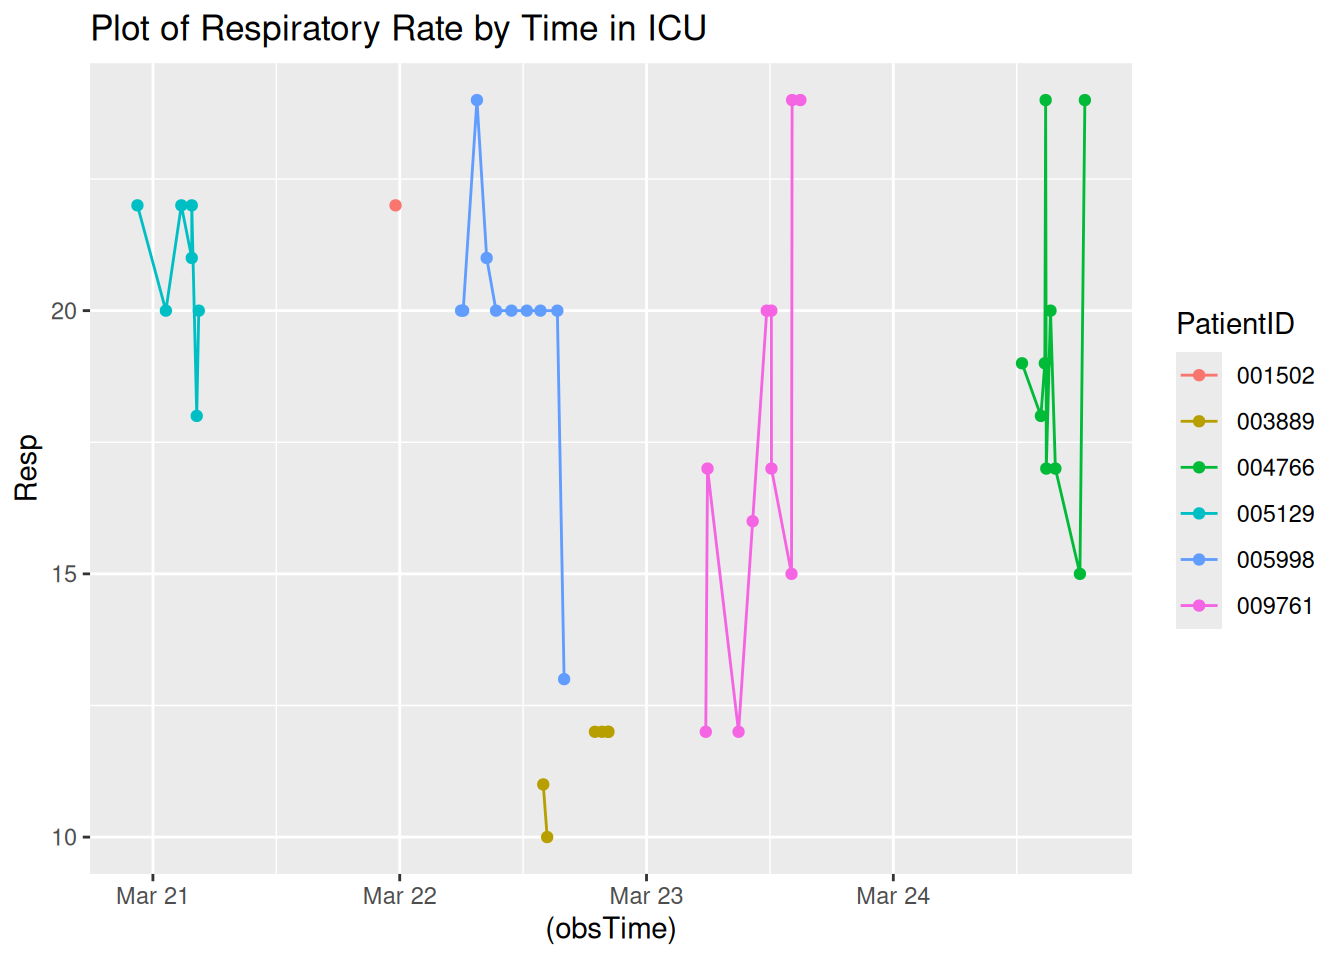 Plot of Respiratory Rate by Time in ICU
Resp
20
15
10
Mar 21
Mar 22
Mar 23
Mar 24
(obsTime)
PatientID
001502
003889
004766
005129
005998
009761